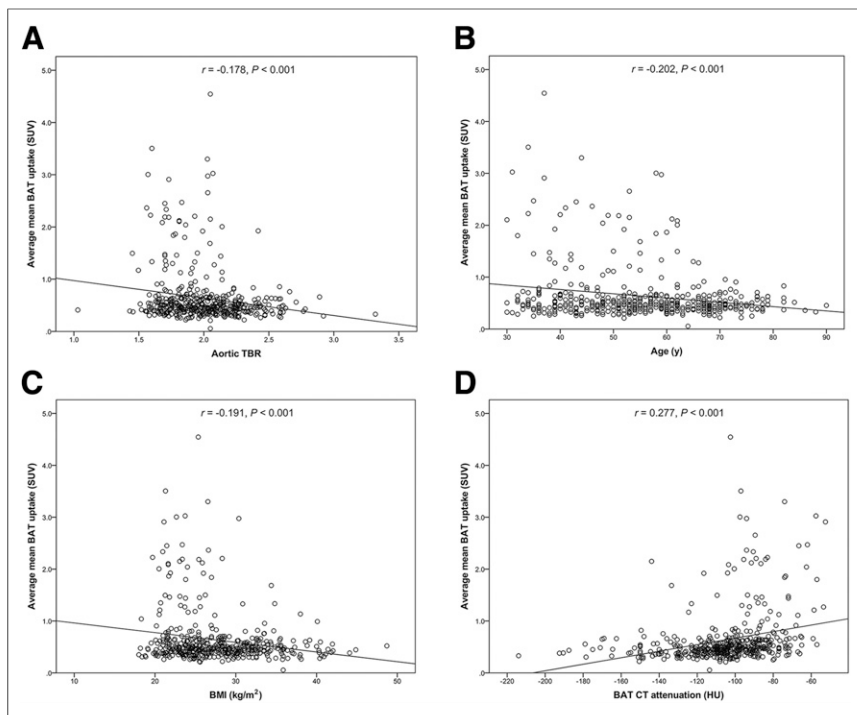 A
r = -0.178, P < 0.001
Average mean BAT uptake (SUV)
5.0
4.0
3.0
2.0
1.0
.0
1.0 1.5 2.0 2.5 3.0 3.5
Aortic TBR
B
r = -0.202, P < 0.001
Average mean BAT uptake (SUV)
5.0
4.0
3.0
2.0
1.0
.0
30 40 50 60 70 80 90
Age (y)
C
r = -0.191, P < 0.001
Average mean BAT uptake (SUV)
5.0
4.0
3.0
2.0
1.0
.0
10 20 30 40 50
BMI (kg/m²)
D
r = 0.277, P < 0.001
Average mean BAT uptake (SUV)
5.0
4.0
3.0
2.0
1.0
.0
-220 -200 -180 -160 -140 -120 -100 -80 -60
BAT CT attenuation (HU)